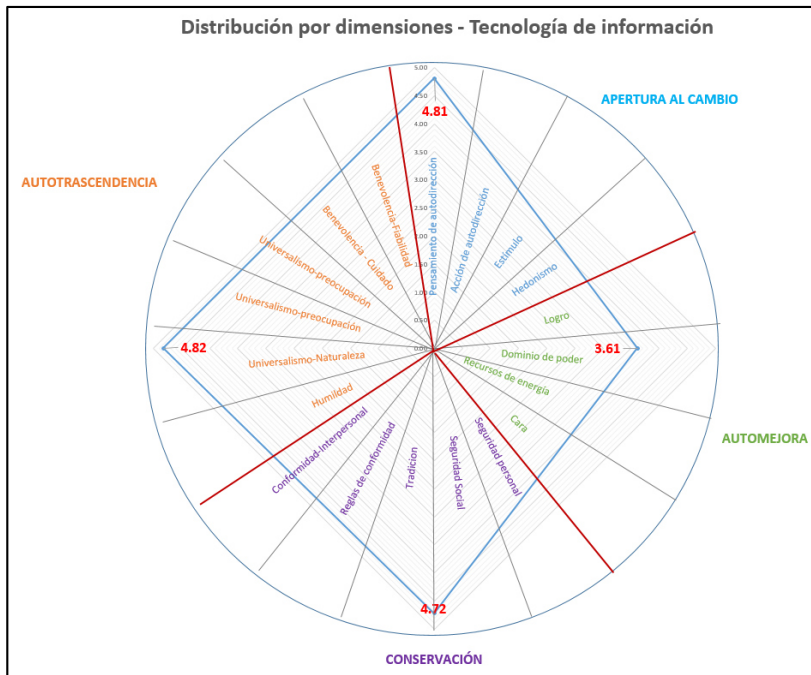 Distribución por dimensiones - Tecnología de información
APERTURA AL CAMBIO
AUTOTRASCENDENCIA
AUTOMEJORA
CONSERVACIÓN
5.00
4.50
4.00
3.50
3.00
2.50
2.00
1.50
1.00
0.50
0.00
4.81
3.61
4.72
4.82
Pensamiento de autodirección
Acción de autodirección
Estímulo
Hedonismo
Logro
Dominio de poder
Recursos de energía
Cara
Seguridad personal
Seguridad Social
Tradicion
Reglas de conformidad
Conformidad-Interpersonal
Humildad
Universalismo-Naturaleza
Universalismo-preocupación
Universalismo-preocupación
Benevolencia - Cuidado
Benevolencia-Fiabilidad